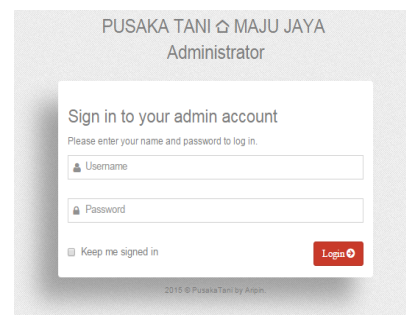 PUSAKA TANI MAJU JAYA
Administrator
Sign in to your admin account
Please enter your name and password to log in.
Username
Password
Keep me signed in
Login
2015 © PusakaTani by Aripin.